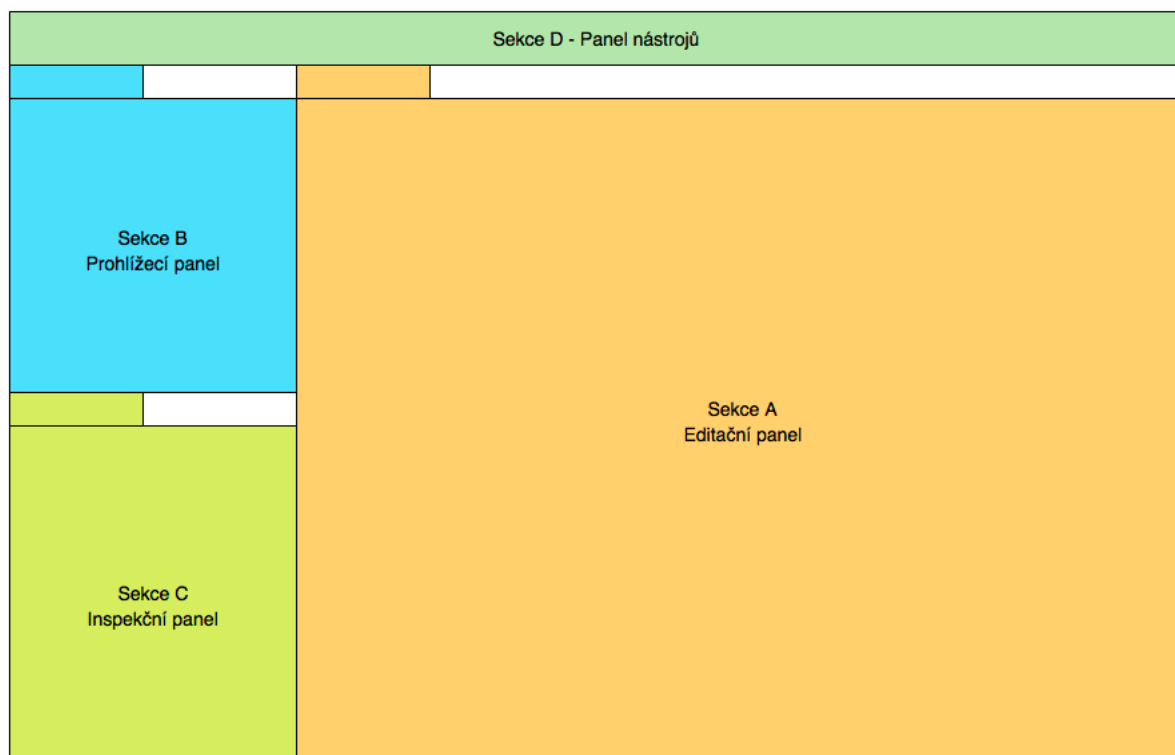 Sekce D - Panel nástrojů
Sekce B
Prohlížecí panel
Sekce A
Editační panel
Sekce C
Inspekční panel